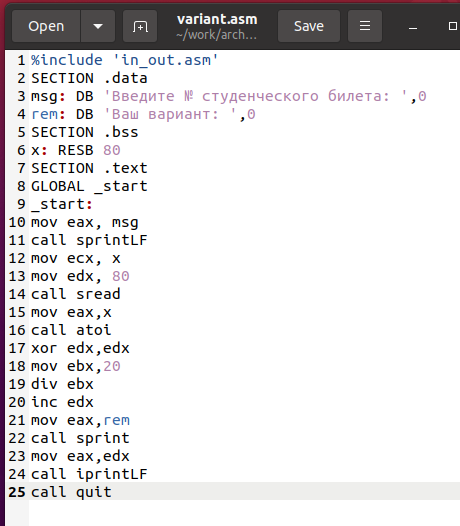 Open
variant.asm
~/work/arch...
Save
1 %include 'in_out.asm'
2 SECTION .data
3 msg: DB 'Введите № студенческого билета: ',0
4 rem: DB 'Ваш вариант: ',0
5 SECTION .bss
6 x: RESB 80
7 SECTION .text
8 GLOBAL _start
9 _start:
10 mov eax, msg
11 call sprintLF
12 mov ecx, x
13 mov edx, 80
14 call sread
15 mov eax,x
16 call atoi
17 xor edx,edx
18 mov ebx,20
19 div ebx
20 inc edx
21 mov eax,rem
22 call sprint
23 mov eax,edx
24 call iprintLF
25 call quit